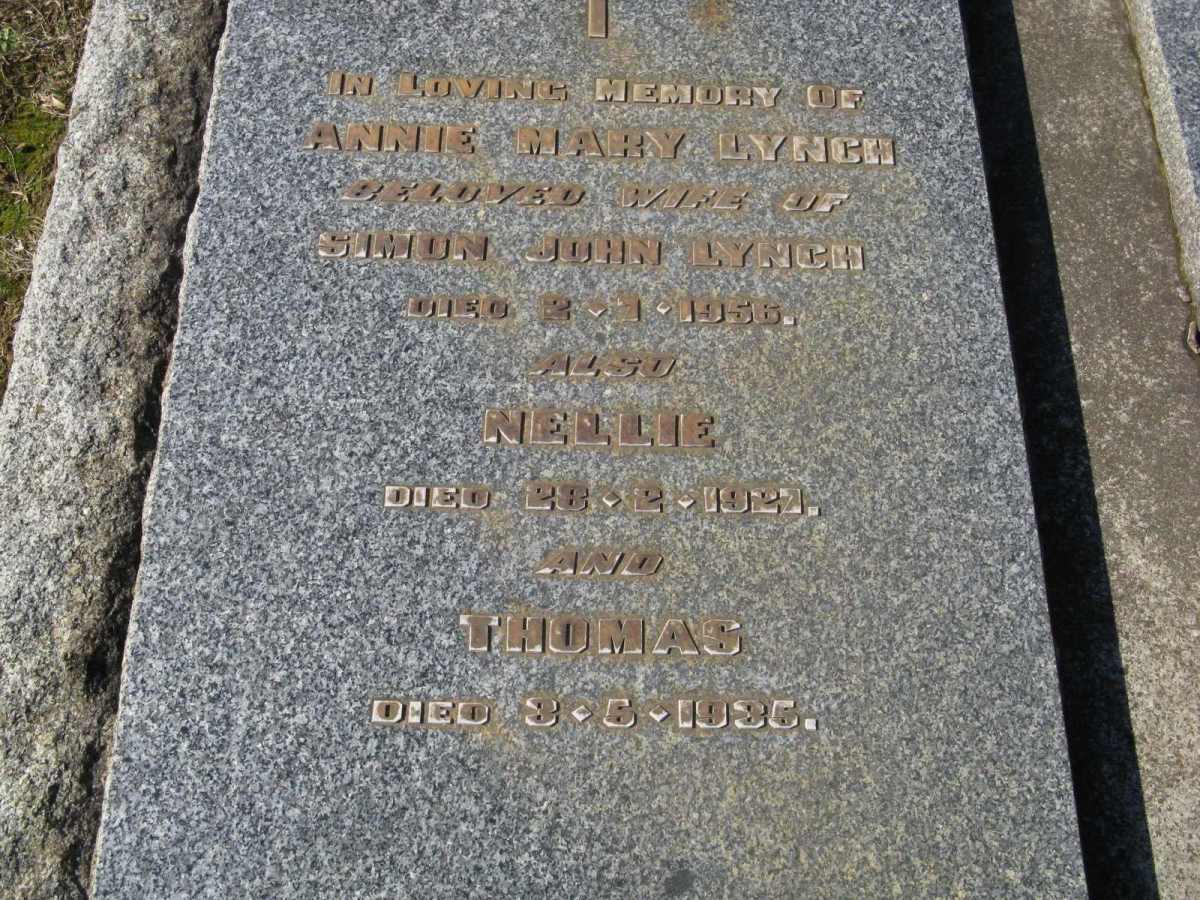 In Loving Memory Of
ANNIE MARY LYNCH
BELOVED WIFE OF
SIMON JOHN LYNCH
DIED 2·7·1956.
ALSO
NELLIE
DIED 28·2·1927.
AND
THOMAS
DIED 3·5·1935.